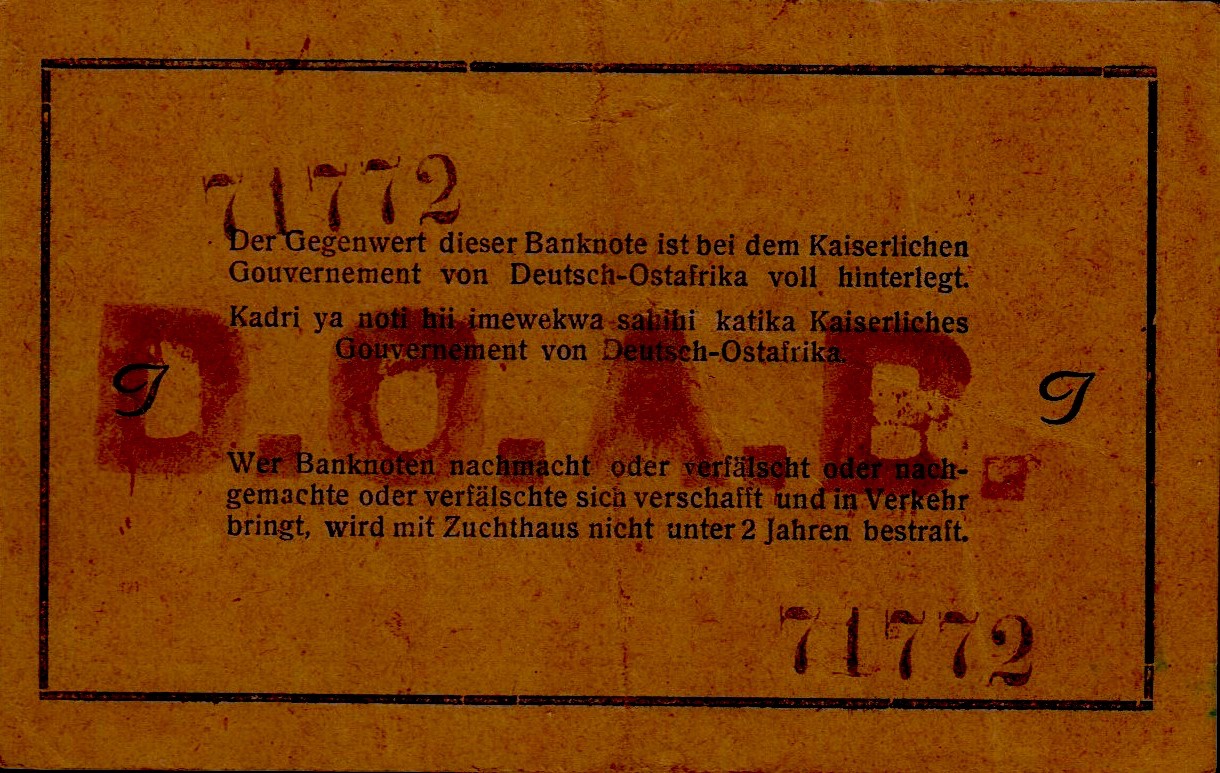 71772
Der Gegenwert dieser Banknote ist bei dem Kaiserlichen
Gouvernement von Deutsch-Ostafrika voll hinterlegt.
Kadri ya noti hii imewekwa sahihi katika Kaiserliches
Gouvernement von Deutsch-Ostafrika.
D.O.A.B.
J J
Wer Banknoten nachmacht oder verfälscht oder nach-
gemachte oder verfälschte sich verschafft und in Verkehr
bringt, wird mit Zuchthaus nicht unter 2 Jahren bestraft.
71772